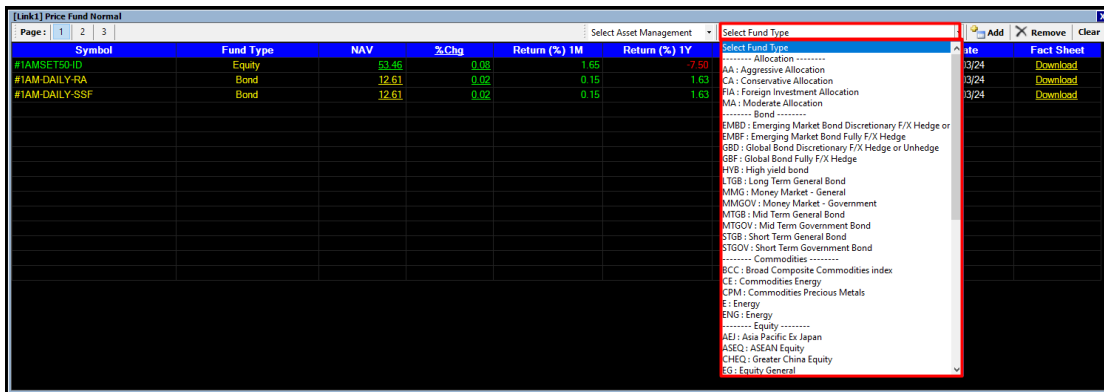 [Link1] Price Fund Normal X
Page : 1 2 3 Select Asset Management Select Fund Type Add Remove Clear
Symbol Fund Type NAV %Chg Return (%) 1M Return (%) 1Y ate Fact Sheet
#1AMSET50-ID Equity 53.46 0.08 1.65 -7.50 03/24 Download
#1AM-DAILY-RA Bond 12.61 0.02 0.15 1.63 03/24 Download
#1AM-DAILY-SSF Bond 12.61 0.02 0.15 1.63 03/24 Download
Select Fund Type
-------- Allocation --------
AA : Aggressive Allocation
CA : Conservative Allocation
FIA : Foreign Investment Allocation
MA : Moderate Allocation
-------- Bond --------
EMBD : Emerging Market Bond Discretionary F/X Hedge or
EMBF : Emerging Market Bond Fully F/X Hedge
GBD : Global Bond Discretionary F/X Hedge or Unhedge
GBF : Global Bond Fully F/X Hedge
HYB : High yield bond
LTGB : Long Term General Bond
MMG : Money Market - General
MMGOV : Money Market - Government
MTGB : Mid Term General Bond
MTGOV : Mid Term Government Bond
STGB : Short Term General Bond
STGOV : Short Term Government Bond
-------- Commodities --------
BCC : Broad Composite Commodities index
CE : Commodities Energy
CPM : Commodities Precious Metals
E : Energy
ENG : Energy
-------- Equity --------
AEJ : Asia Pacific Ex Japan
ASEQ : ASEAN Equity
CHEQ : Greater China Equity
EG : Equity General